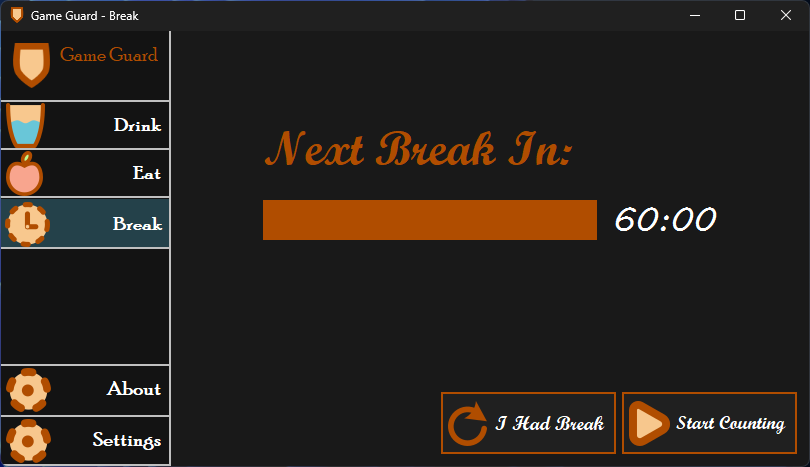 Game Guard - Break
Game Guard
Drink
Eat
Break
About
Settings
Next Break In:
60:00
I Had Break
Start Counting